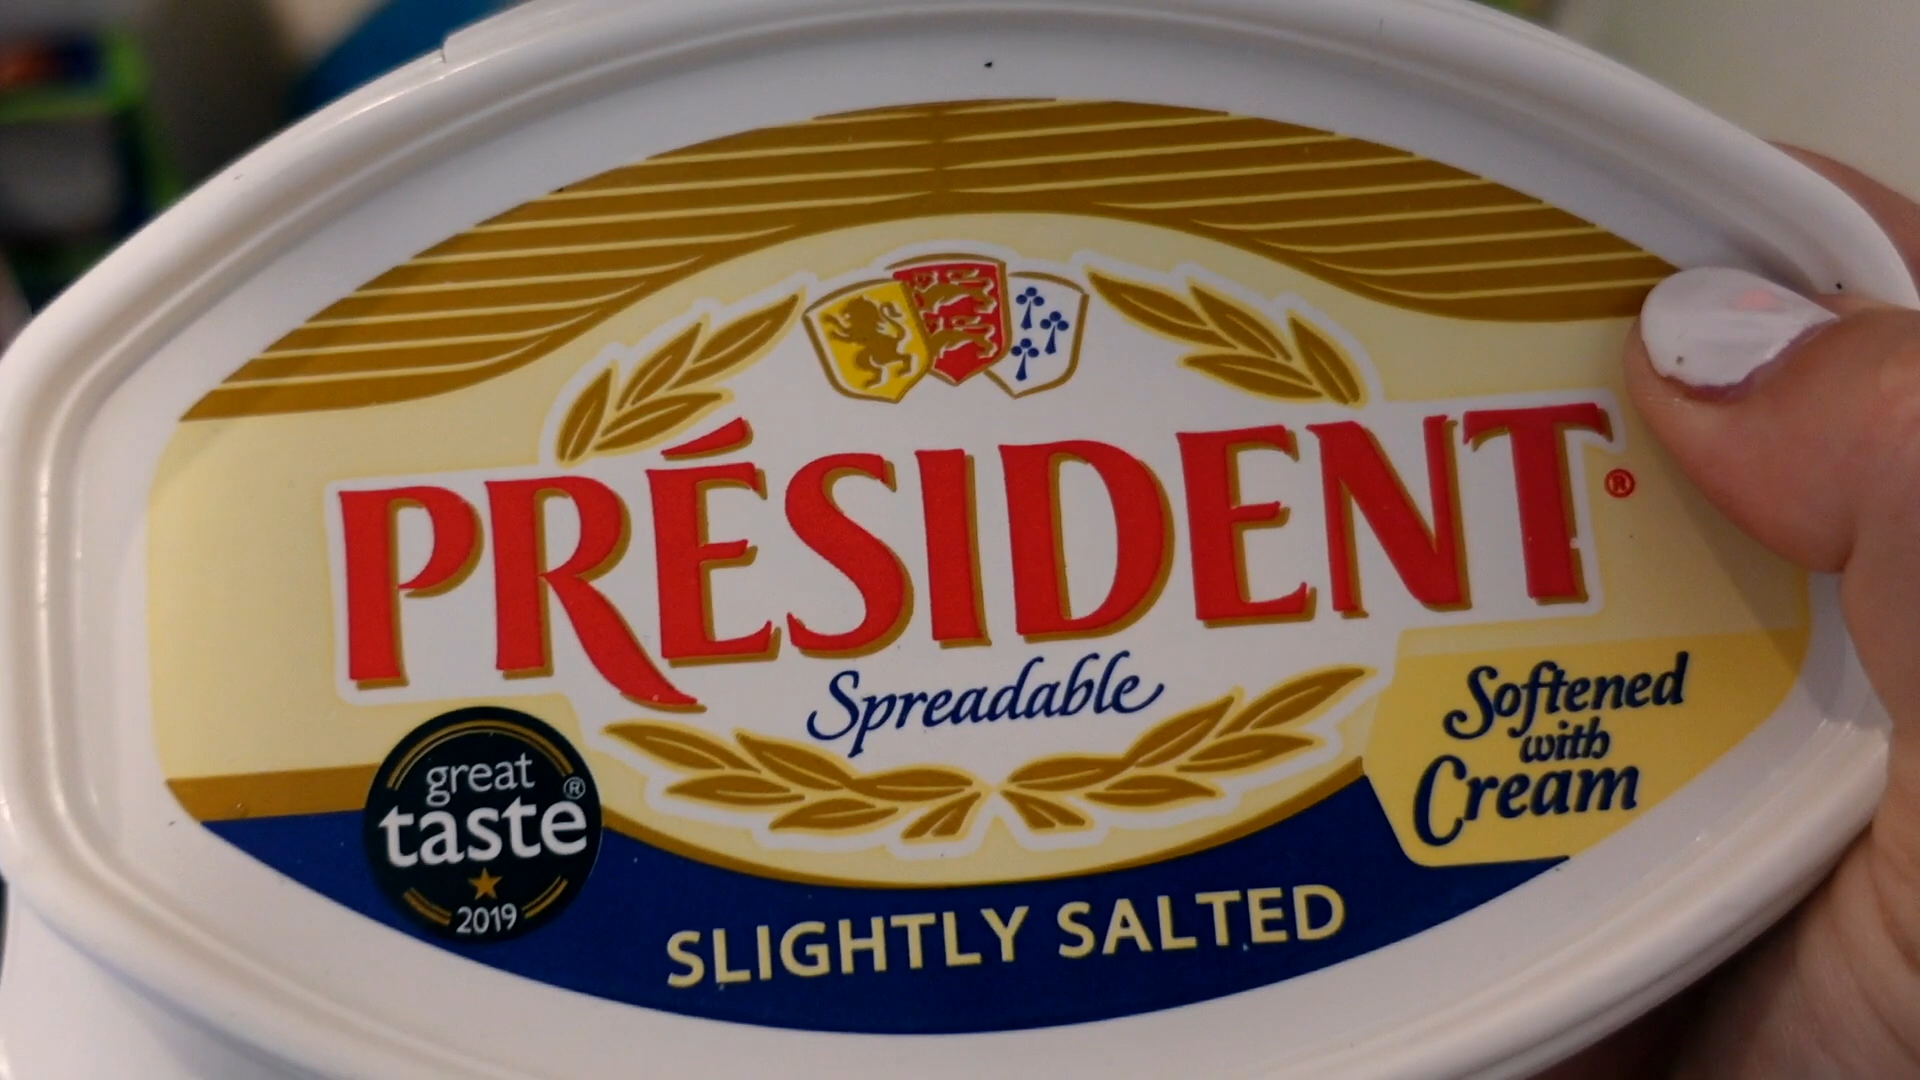 PRÉSIDENT®
Spreadable
Softened
with
Cream
great
taste®
2019
SLIGHTLY SALTED